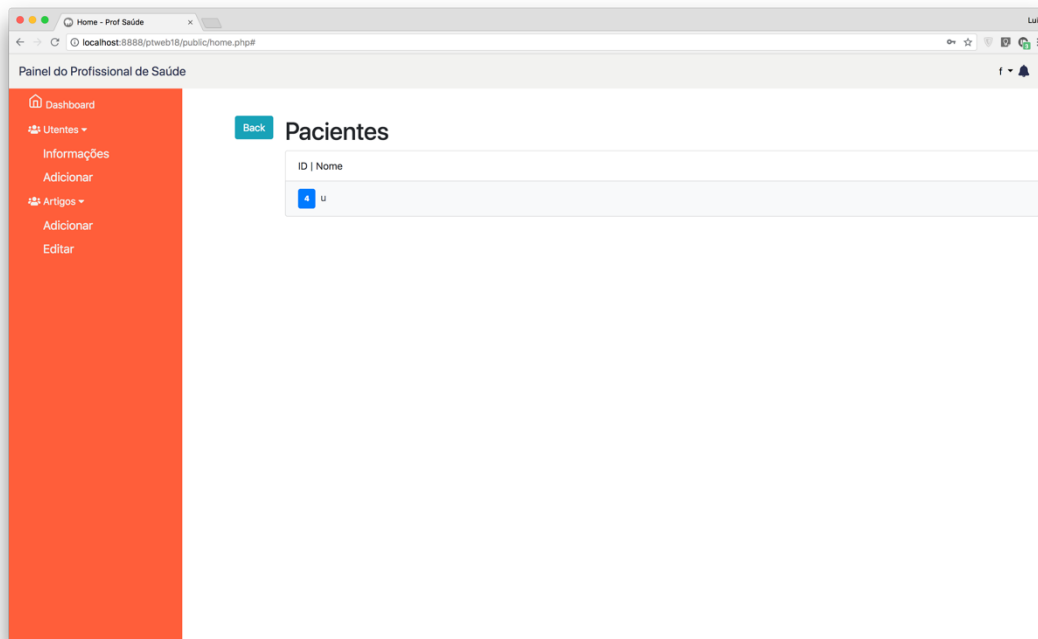 Home - Prof Saúde
Lui
localhost:8888/ptweb18/public/home.php#
Painel do Profissional de Saúde
f
Dashboard
Utentes
Informações
Adicionar
Artigos
Adicionar
Editar
Back
Pacientes
ID | Nome
4 u